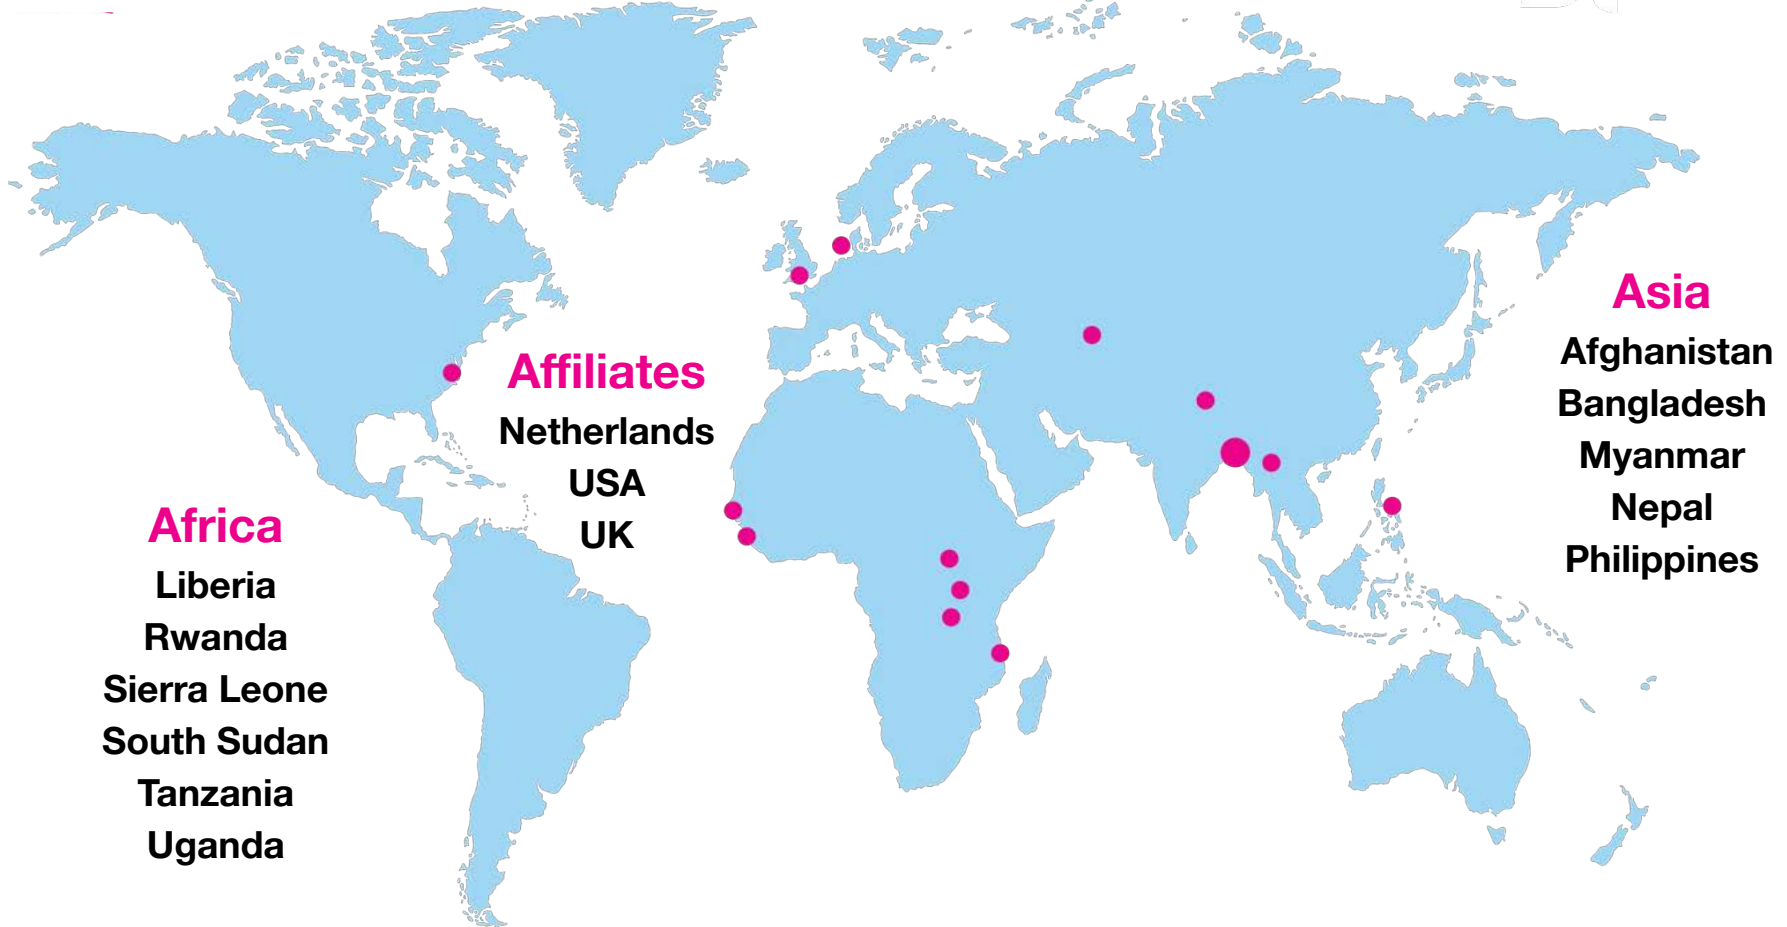 Africa
Liberia
Rwanda
Sierra Leone
South Sudan
Tanzania
Uganda
Affiliates
Netherlands
USA
UK
Asia
Afghanistan
Bangladesh
Myanmar
Nepal
Philippines